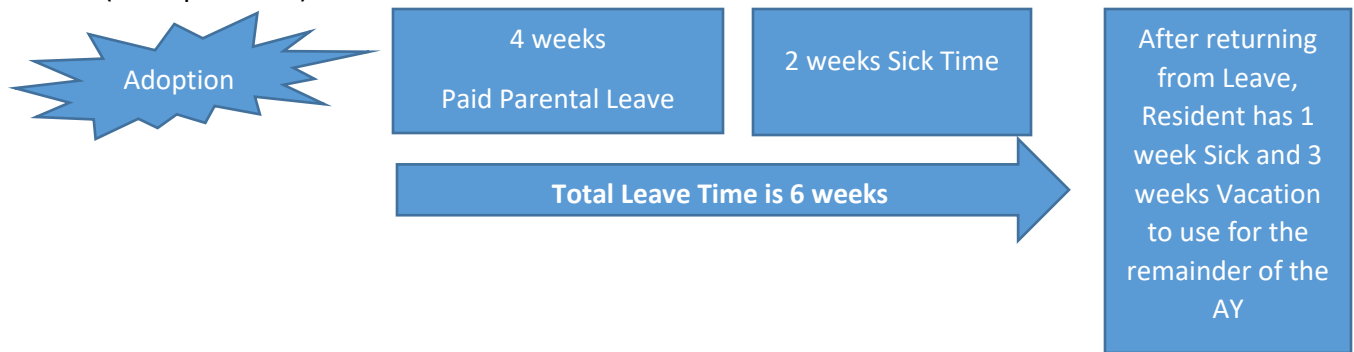 Adoption
4 weeks
Paid Parental Leave
2 weeks Sick Time
Total Leave Time is 6 weeks
After returning
from Leave,
Resident has 1
week Sick and 3
weeks Vacation
to use for the
remainder of the
AY